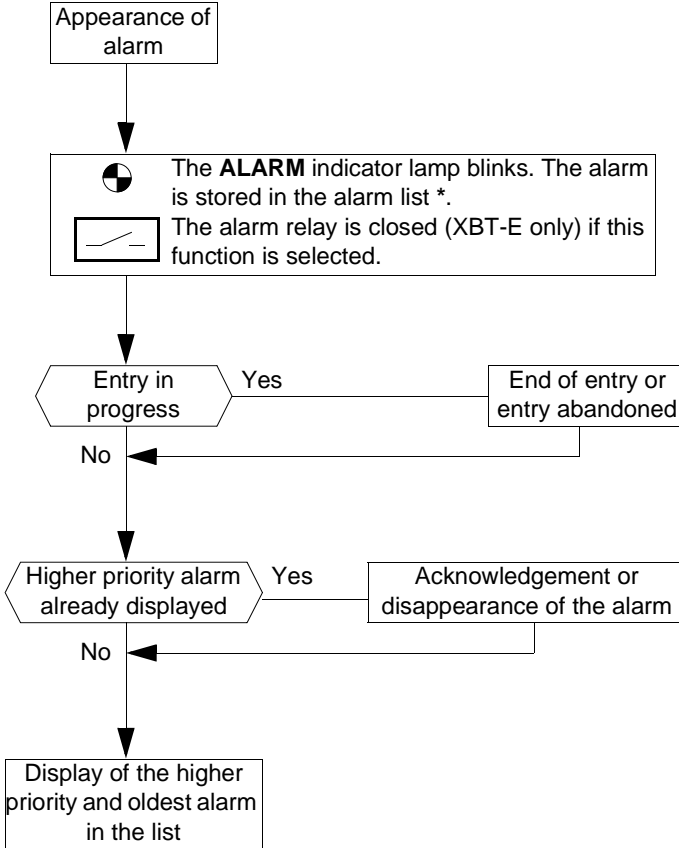 Appearance of
alarm
The ALARM indicator lamp blinks. The alarm
is stored in the alarm list *.
The alarm relay is closed (XBT-E only) if this
function is selected.
Entry in
progress
Yes
End of entry or
entry abandoned
No
Higher priority alarm
already displayed
Yes
Acknowledgement or
disappearance of the alarm
No
Display of the higher
priority and oldest alarm
in the list